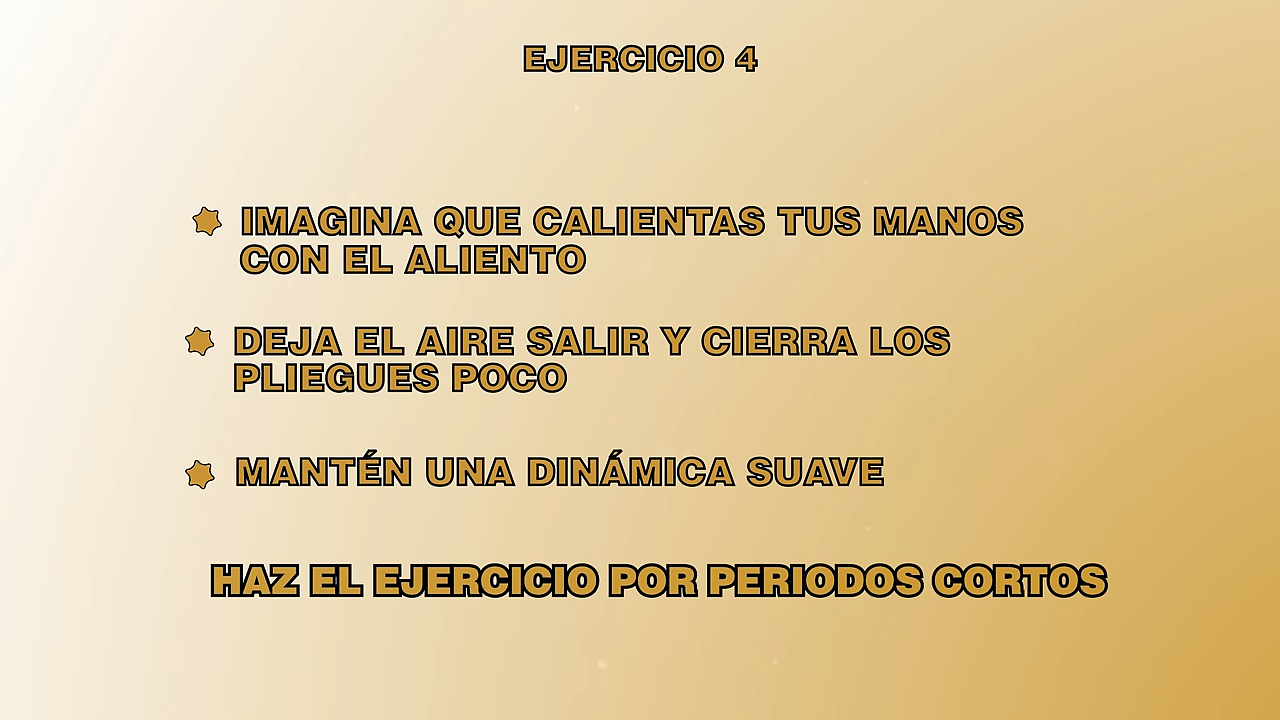 EJERCICIO 4
IMAGINA QUE CALIENTAS TUS MANOS
CON EL ALIENTO
DEJA EL AIRE SALIR Y CIERRA LOS
PLIEGUES POCO
MANTÉN UNA DINÁMICA SUAVE
HAZ EL EJERCICIO POR PERIODOS CORTOS